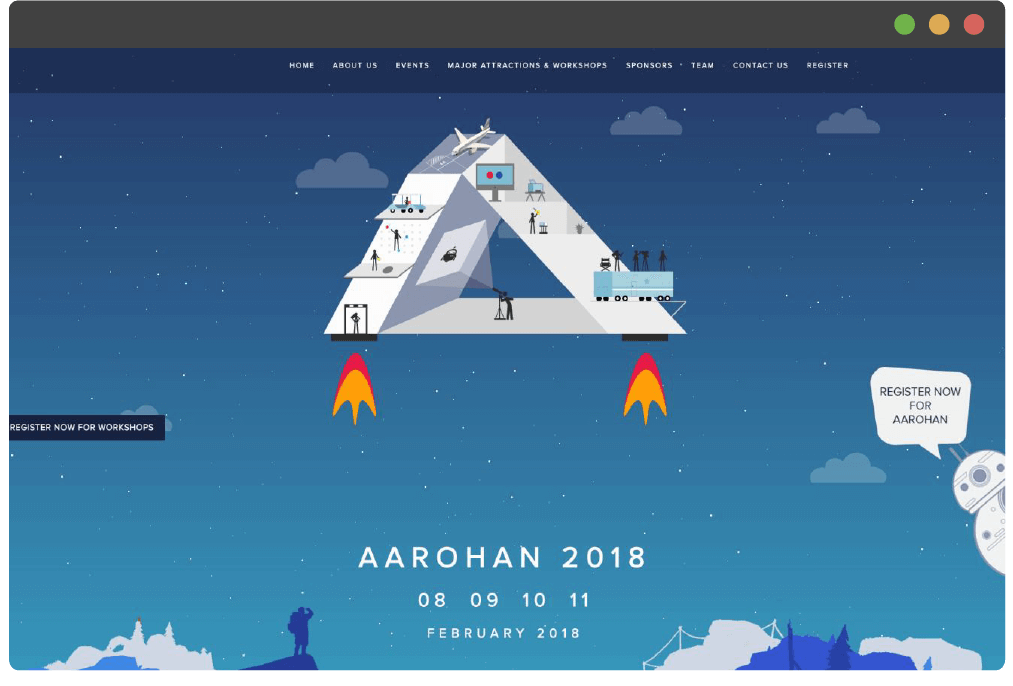 HOME ABOUT US EVENTS MAJOR ATTRACTIONS & WORKSHOPS SPONSORS TEAM CONTACT US REGISTER
REGISTER NOW
FOR
AAROHAN
REGISTER NOW FOR WORKSHOPS
AAROHAN 2018
08 09 10 11
FEBRUARY 2018